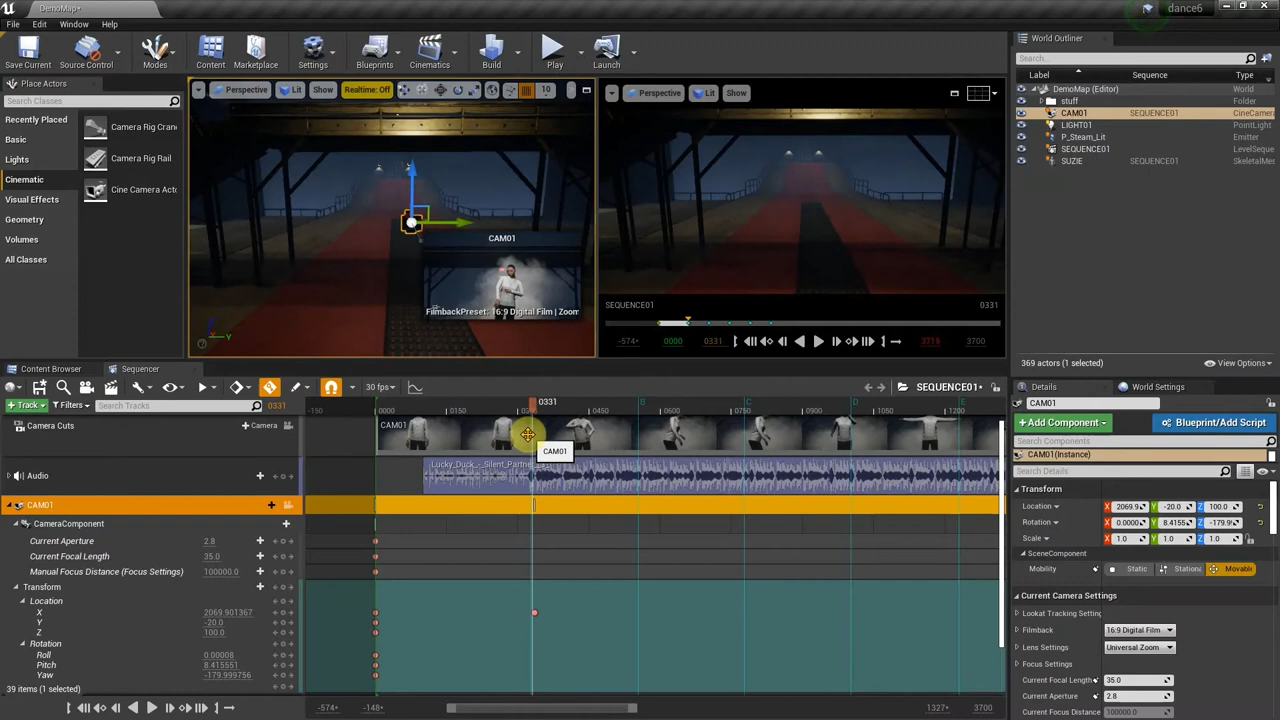 DemoMap*
dance6
File Edit Window Help
Save Current Source Control Modes Content Marketplace Settings Blueprints Cinematics Build Play Launch
Place Actors
Search Classes
Recently Placed
Basic
Lights
Cinematic
Visual Effects
Geometry
Volumes
All Classes
Camera Rig Cran
Camera Rig Rail
Cine Camera Acto
Perspective Lit Show Realtime: Off 10
CAM01
FilmbackPreset: 16:9 Digital Film | Zoom
Perspective Lit Show
SEQUENCE01 0331
-574+ 0000 0331 3719 3700
World Outliner
Search...
Label Sequence Type
DemoMap (Editor) World
stuff Folder
CAM01 SEQUENCE01 CineCamera
LIGHT01 PointLight
P_Steam_Lit Emitter
SEQUENCE01 LevelSeque
SUZIE SEQUENCE01 SkeletalMes
369 actors (1 selected) View Options
Content Browser Sequencer
30 fps SEQUENCE01•
+ Track Filters Search Tracks 0331
-150 0000 0150 0331 0450 0600 0750 0900 1050 1200
B C D E
Camera Cuts + Camera
CAM01
CAM01
Audio
Lucky_Duck_-_Silent_Partne
CAM01
CameraComponent
Current Aperture 2.8
Current Focal Length 35.0
Manual Focus Distance (Focus Settings) 100000.0
Transform
Location
X 2069.901367
Y -20.0
Z 100.0
Rotation
Roll 0.00008
Pitch 8.415551
Yaw -179.999756
39 items (1 selected)
-574+ -148+ 1327+ 3700
Details World Settings
CAM01
+ Add Component Blueprint/Add Script
Search Components
CAM01(Instance)
Search Details
Transform
Location X 2069.9 Y -20.0 Z 100.0
Rotation X 0.0000 Y 8.4155 Z -179.9
Scale X 1.0 Y 1.0 Z 1.0
SceneComponent
Mobility Static Stationa Movable
Current Camera Settings
Lookat Tracking Setting
Filmback 16:9 Digital Film
Lens Settings Universal Zoom
Focus Settings
Current Focal Length 35.0
Current Aperture 2.8
Current Focus Distance 100000.0